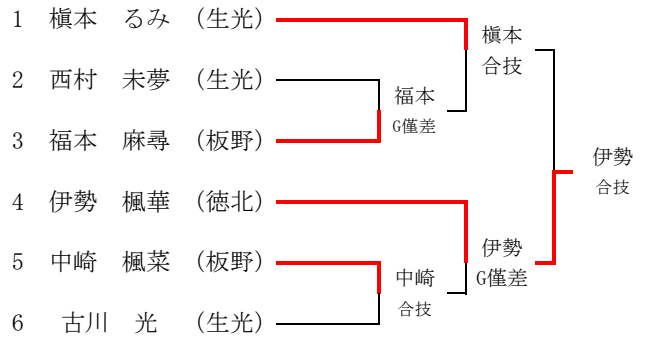 1 槇本 るみ (生光)
2 西村 未夢 (生光)
3 福本 麻尋 (板野)
4 伊勢 楓華 (徳北)
5 中崎 楓菜 (板野)
6 古川 光 (生光)
福本
G僅差
中崎
合技
槇本
合技
伊勢
G僅差
伊勢
合技